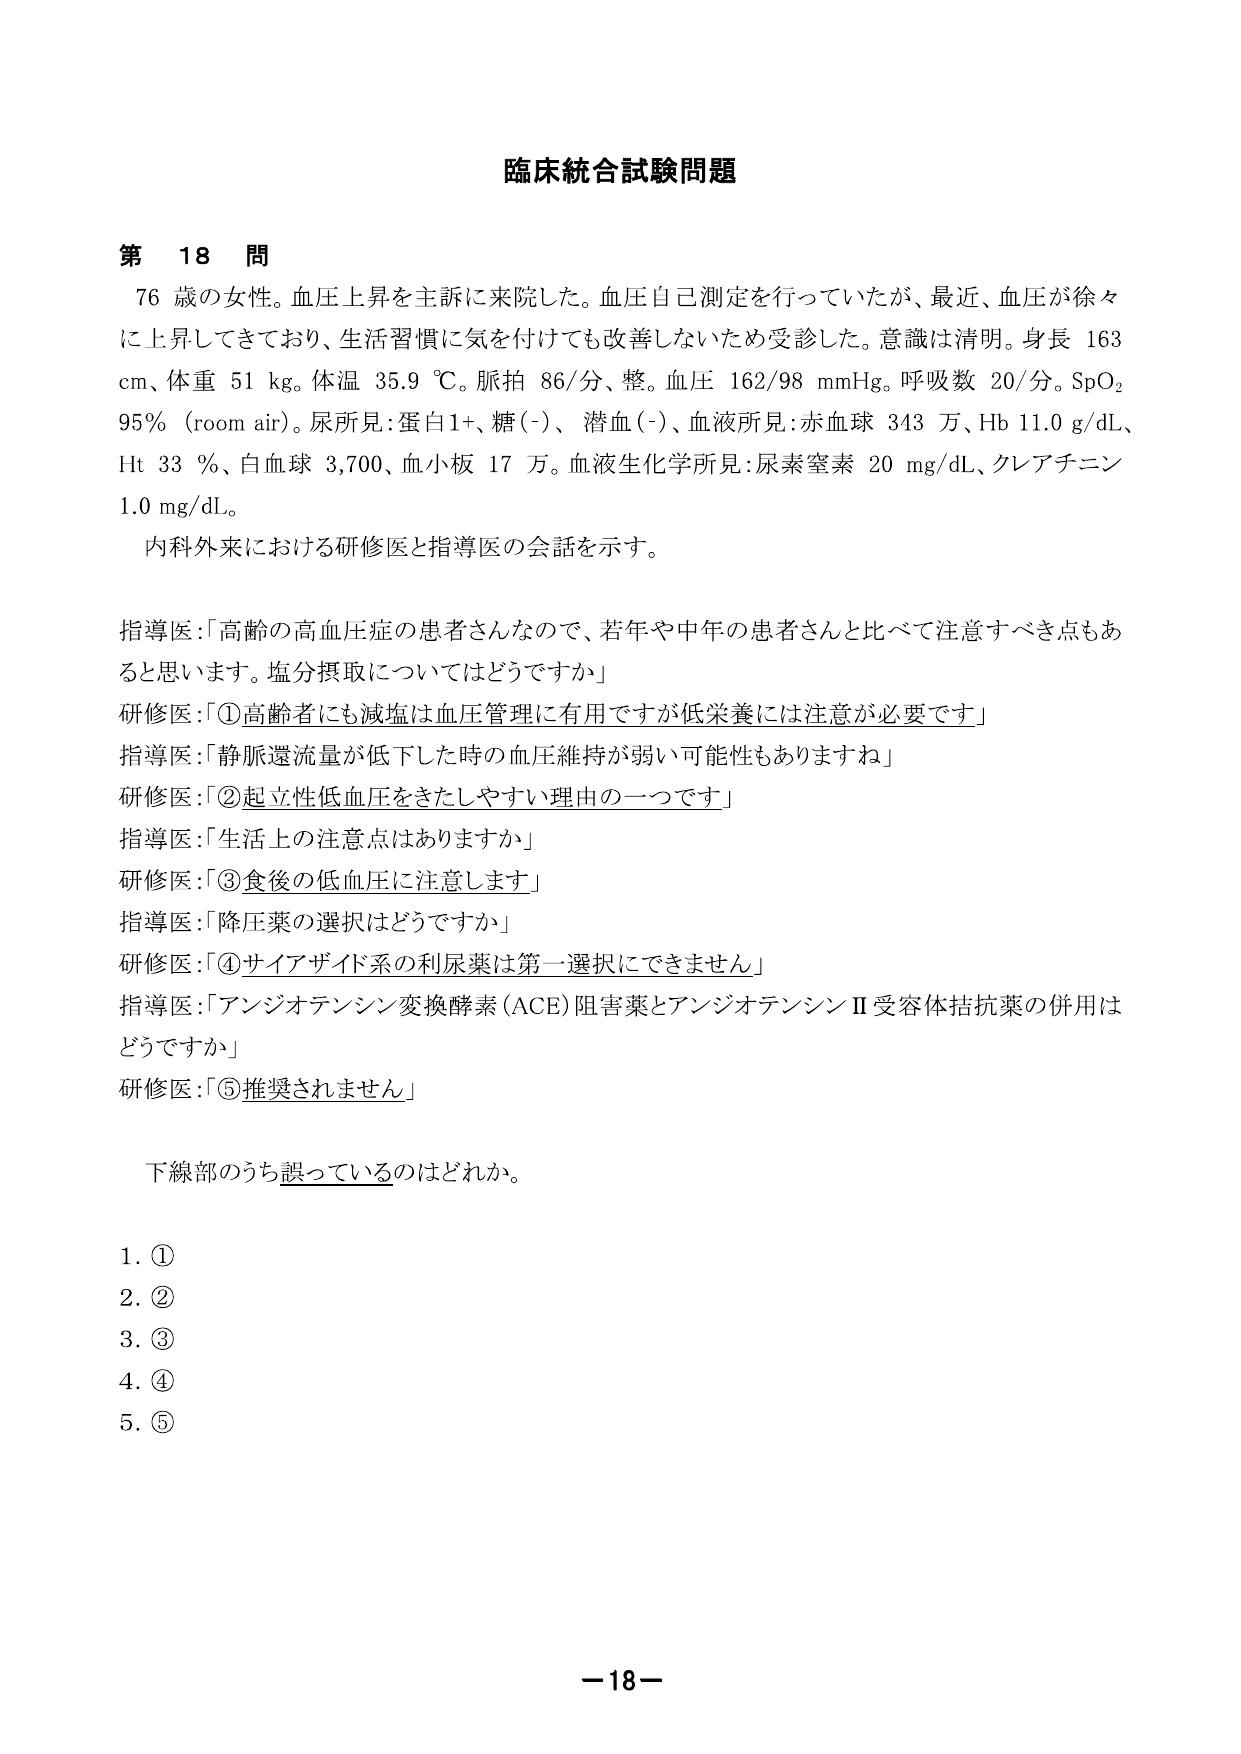 臨床統合試験問題
第 18 問
76 歳の女性。血圧上昇を主訴に来院した。血圧自己測定を行っていたが、最近、血圧が徐々
に上昇してきており、生活習慣に気を付けても改善しないため受診した。意識は清明。身長 163
cm、体重 51 kg。体温 35.9 ℃。脈拍 86/分、整。血圧 162/98 mmHg。呼吸数 20/分。SpO₂
95% (room air)。尿所見:蛋白1+、糖(-)、 潜血(-)、血液所見:赤血球 343 万、Hb 11.0 g/dL、
Ht 33 %、白血球 3,700、血小板 17 万。血液生化学所見:尿素窒素 20 mg/dL、クレアチニン
1.0 mg/dL。
内科外来における研修医と指導医の会話を示す。
指導医:「高齢の高血圧症の患者さんなので、若年や中年の患者さんと比べて注意すべき点もあ
ると思います。塩分摂取についてはどうですか」
研修医:「①高齢者にも減塩は血圧管理に有用ですが低栄養には注意が必要です」
指導医:「静脈還流量が低下した時の血圧維持が弱い可能性もありますね」
研修医:「②起立性低血圧をきたしやすい理由の一つです」
指導医:「生活上の注意点はありますか」
研修医:「③食後の低血圧に注意します」
指導医:「降圧薬の選択はどうですか」
研修医:「④サイアザイド系の利尿薬は第一選択にできません」
指導医:「アンジオテンシン変換酵素(ACE)阻害薬とアンジオテンシンⅡ受容体拮抗薬の併用は
どうですか」
研修医:「⑤推奨されません」
下線部のうち誤っているのはどれか。
1. ①
2. ②
3. ③
4. ④
5. ⑤
－18－